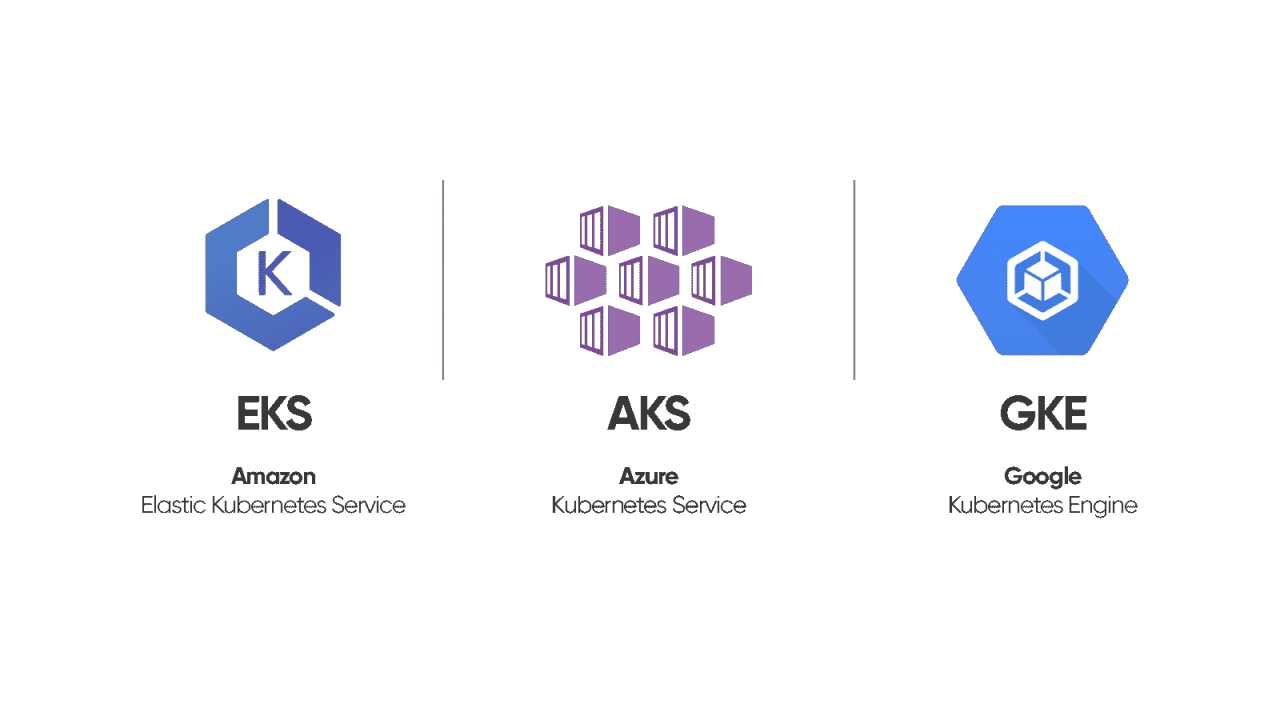 K
EKS
Amazon
Elastic Kubernetes Service
AKS
Azure
Kubernetes Service
GKE
Google
Kubernetes Engine